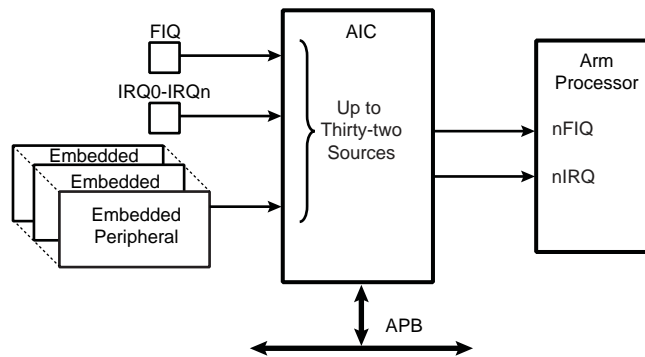 FIQ
IRQ0-IRQn
Embedded
Embedded
Embedded
Peripheral
AIC
Up to
Thirty-two
Sources
Arm
Processor
nFIQ
nIRQ
APB